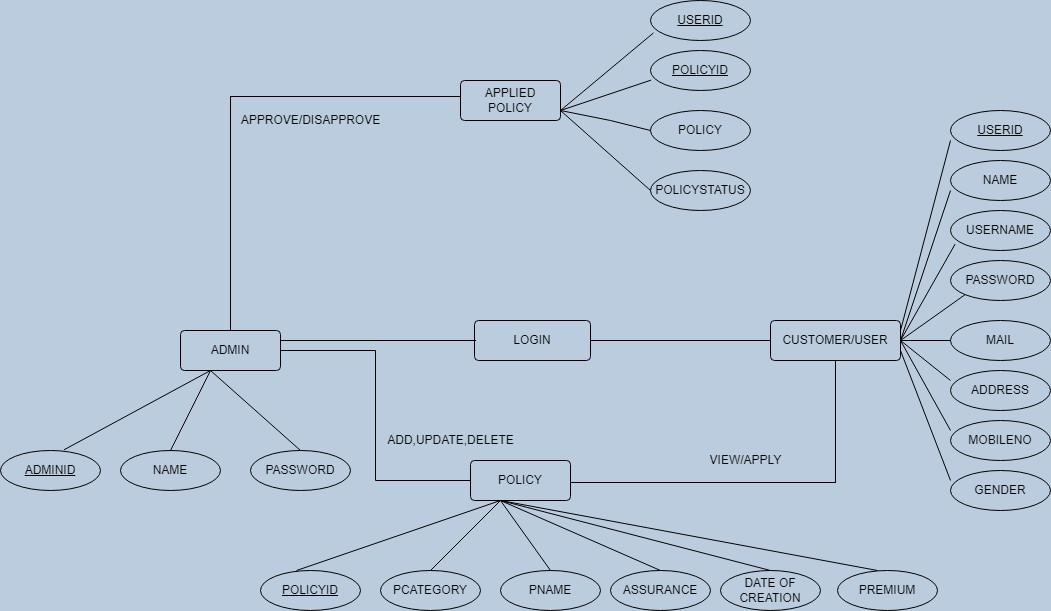 USERID
POLICYID
APPLIED
POLICY
APPROVE/DISAPPROVE
POLICY
POLICYSTATUS
USERID
NAME
USERNAME
PASSWORD
ADMIN
LOGIN
CUSTOMER/USER
MAIL
ADDRESS
MOBILENO
GENDER
ADD,UPDATE,DELETE
VIEW/APPLY
ADMINID
NAME
PASSWORD
POLICY
POLICYID
PCATEGORY
PNAME
ASSURANCE
DATE OF
CREATION
PREMIUM